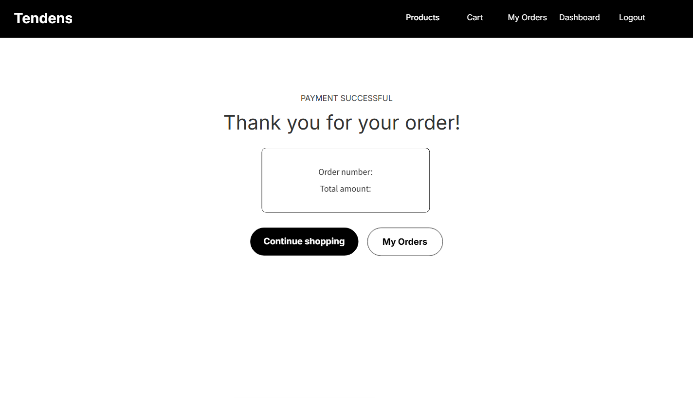 Tendens
Products Cart My Orders Dashboard Logout
PAYMENT SUCCESSFUL
Thank you for your order!
Order number:
Total amount:
Continue shopping My Orders